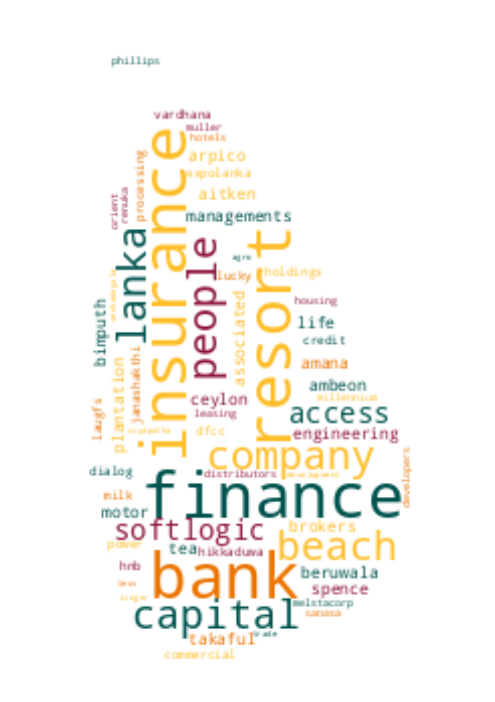 phillips
vardhana
muller
hotels
arpico
expolanka
processing
insurance
aitken
orient
renuka
managements
lanka
people
resort
agro
lucky
holdings
bimputh
associated
housing
life
credit
plantation
janashakthi
amana
ambeon
millennium
ceylon
leasing
access
laugfs
dfcc
engineering
company
developers
dialog
distributors
development
finance
milk
motor
softlogic
brokers
power
tea
hikkaduwa
beach
hnb
bank
beruwala
spence
singer
capital
melstacorp
sanasa
takaful
trade
commercial